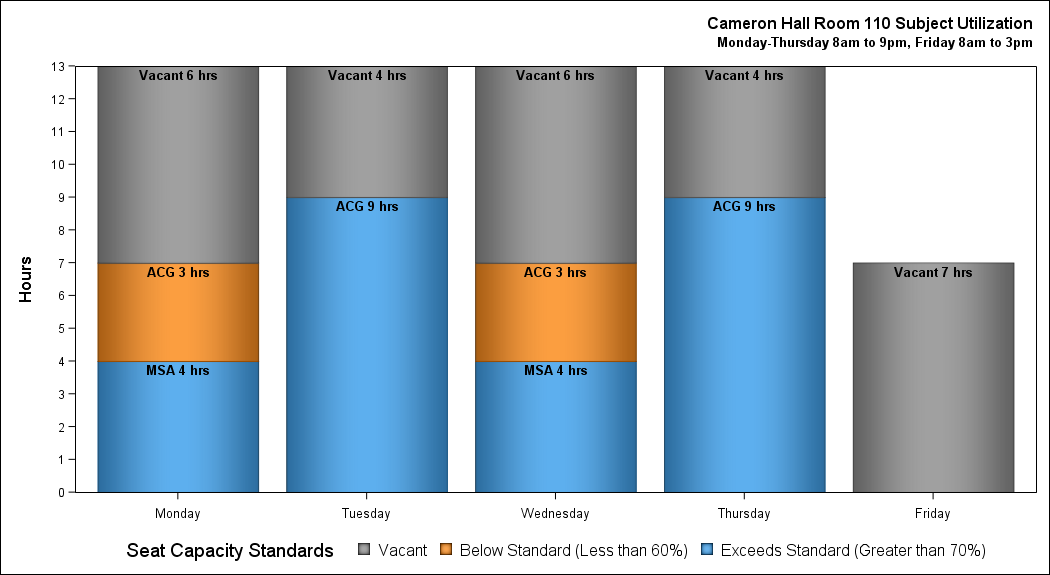 Cameron Hall Room 110 Subject Utilization
Monday-Thursday 8am to 9pm, Friday 8am to 3pm
Hours
13
12
11
10
9
8
7
6
5
4
3
2
1
0
Vacant 6 hrs
ACG 3 hrs
MSA 4 hrs
Vacant 4 hrs
ACG 9 hrs
Vacant 6 hrs
ACG 3 hrs
MSA 4 hrs
Vacant 4 hrs
ACG 9 hrs
Vacant 7 hrs
Monday Tuesday Wednesday Thursday Friday
Seat Capacity Standards Vacant Below Standard (Less than 60%) Exceeds Standard (Greater than 70%)